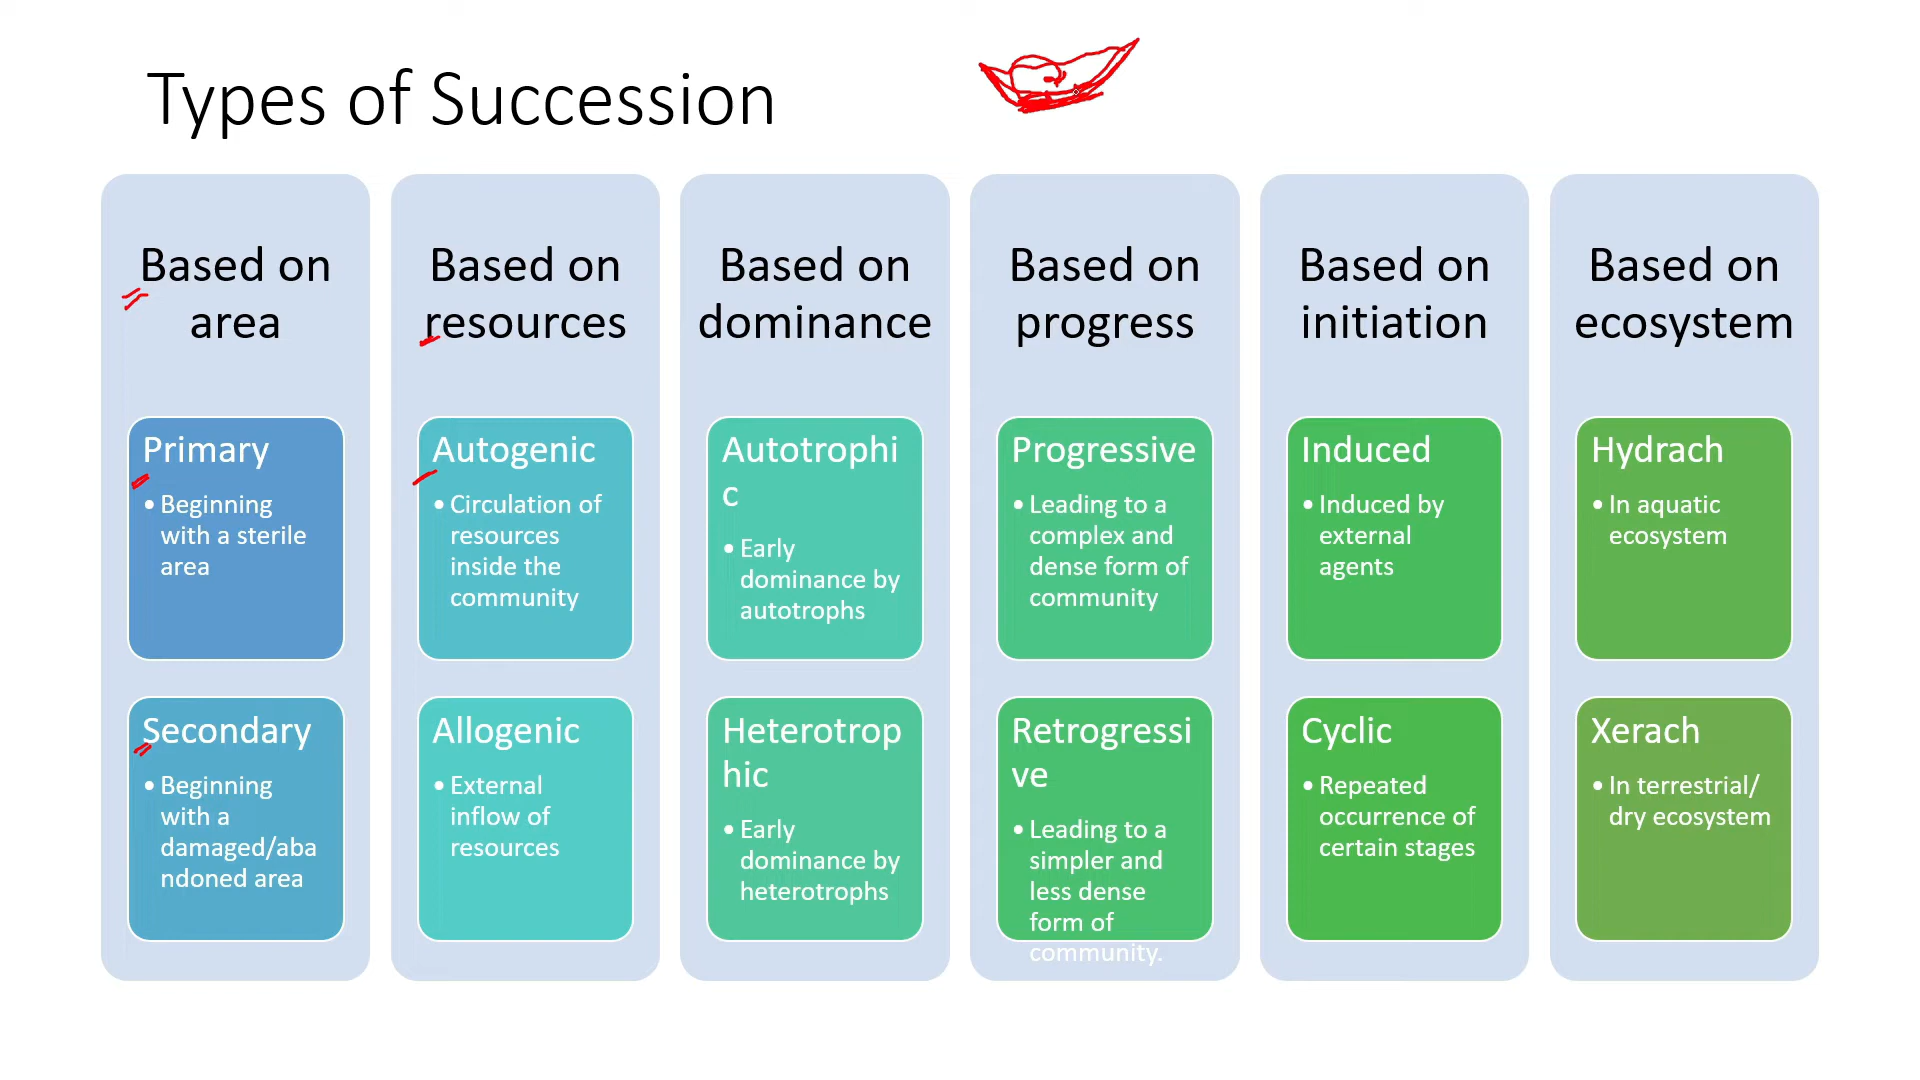 Types of Succession
Based on
area
Primary
• Beginning
with a sterile
area
Secondary
• Beginning
with a
damaged/aba
ndoned area
Based on
resources
Autogenic
• Circulation of
resources
inside the
community
Allogenic
• External
inflow of
resources
Based on
dominance
Autotrophi
c
• Early
dominance by
autotrophs
Heterotrop
hic
• Early
dominance by
heterotrophs
Based on
progress
Progressive
• Leading to a
complex and
dense form of
community
Retrogressi
ve
• Leading to a
simpler and
less dense
form of
community.
Based on
initiation
Induced
• Induced by
external
agents
Cyclic
• Repeated
occurrence of
certain stages
Based on
ecosystem
Hydrach
• In aquatic
ecosystem
Xerach
• In terrestrial/
dry ecosystem